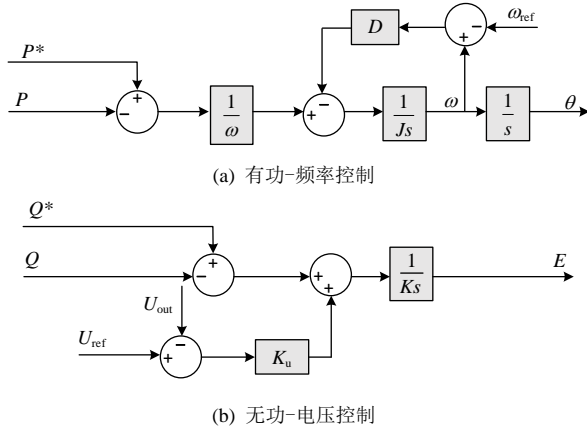 D
ω_ref
+
−
P*
P
+
−
1/ω
+
−
1/Js
ω
1/s
θ
(a) 有功-频率控制
Q*
Q
+
−
U_out
U_ref
+
−
K_u
+
+
1/Ks
E
(b) 无功-电压控制